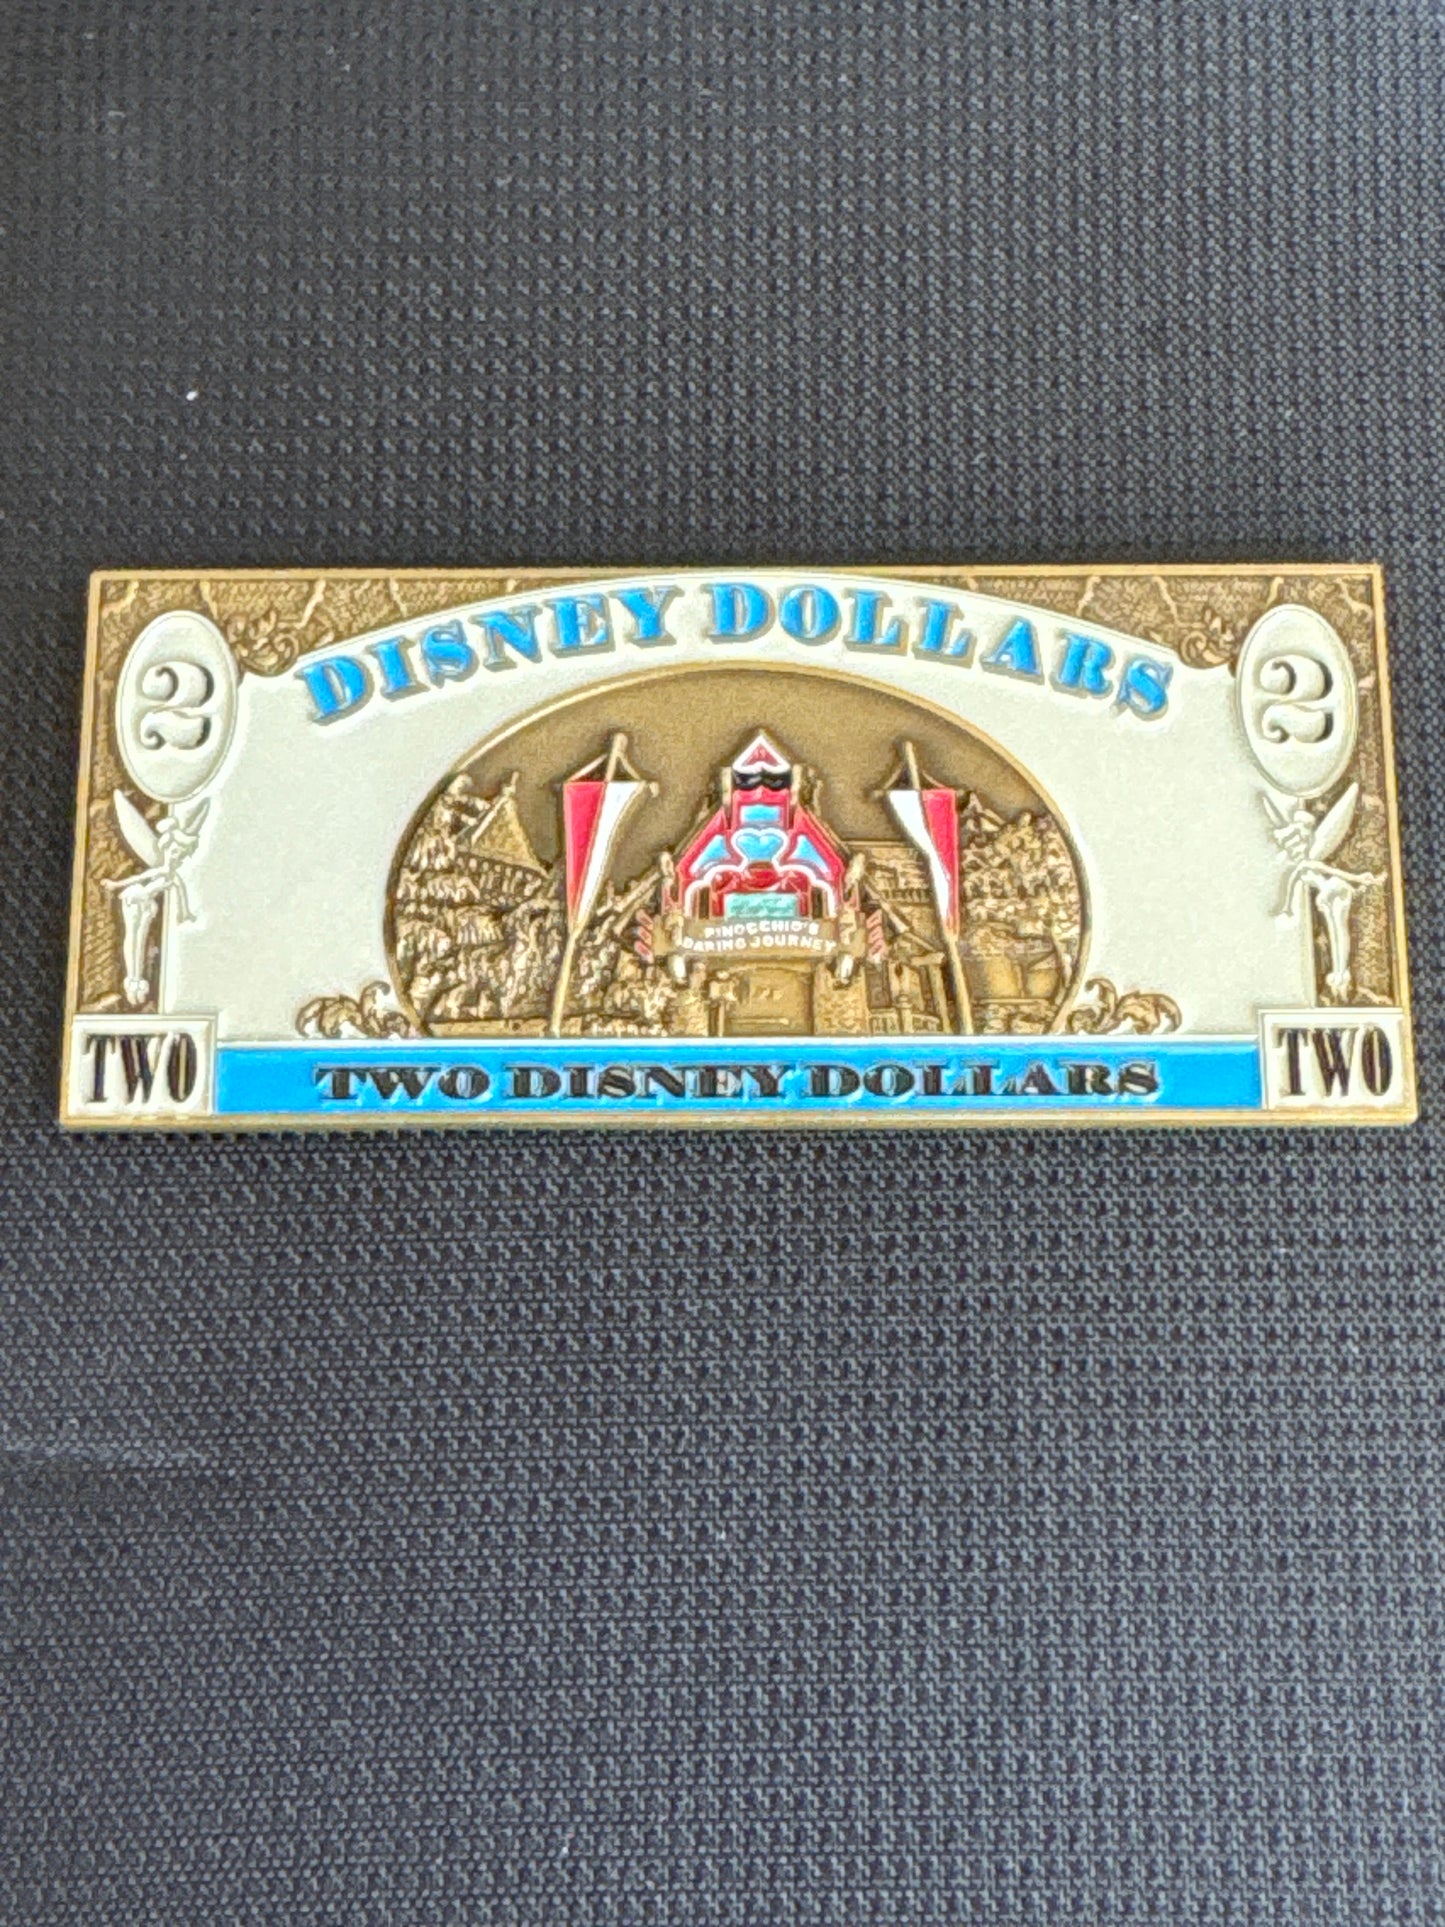 DISNEY DOLLARS
2
2
PINOCCHIO'S
DARING JOURNEY
TWO
TWO DISNEY DOLLARS
TWO